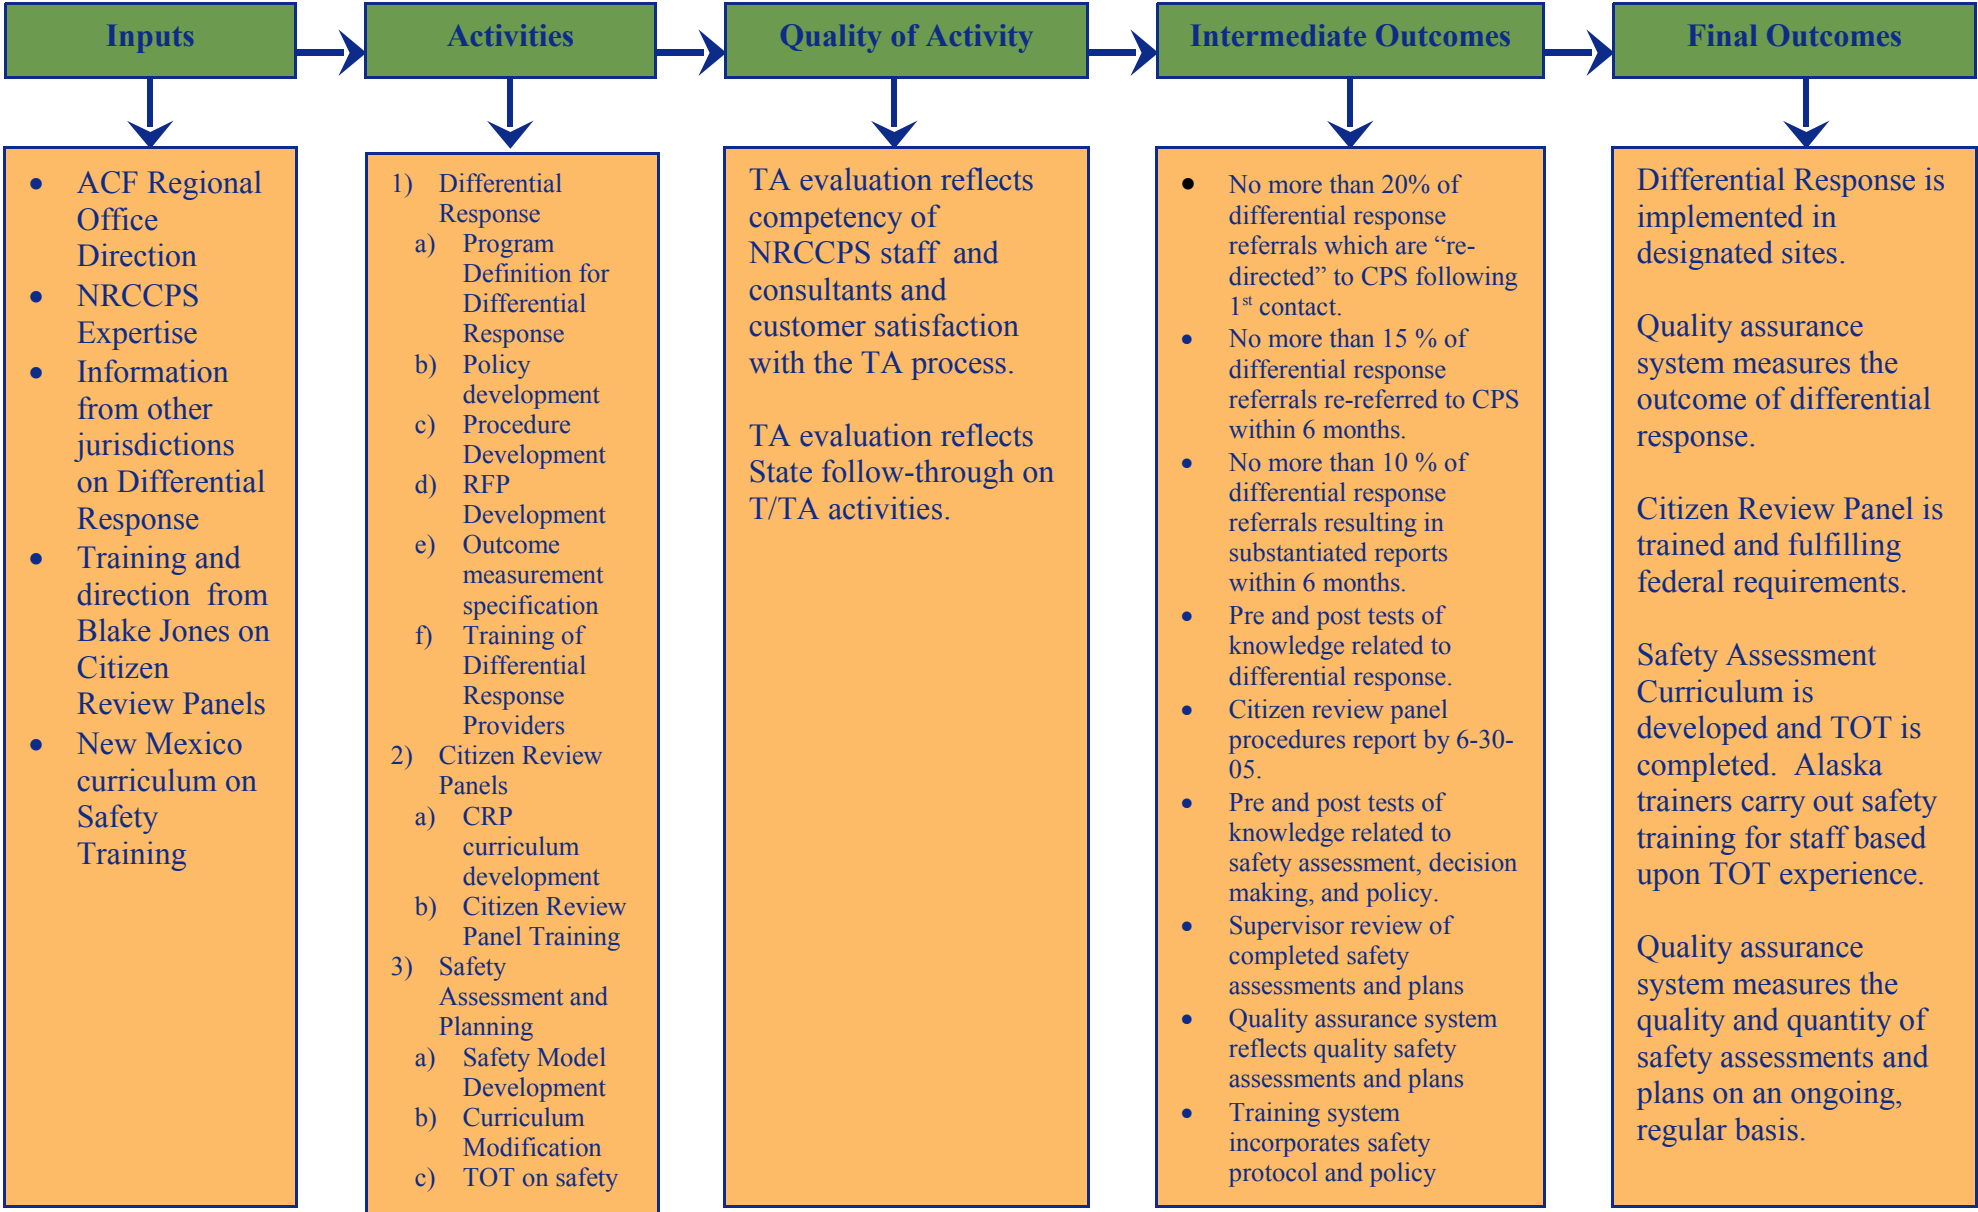 Inputs
Activities
Quality of Activity
Intermediate Outcomes
Final Outcomes
• ACF Regional
Office
Direction
• NRCCPS
Expertise
• Information
from other
jurisdictions
on Differential
Response
• Training and
direction from
Blake Jones on
Citizen
Review Panels
• New Mexico
curriculum on
Safety
Training
1) Differential
Response
a) Program
Definition for
Differential
Response
b) Policy
development
c) Procedure
Development
d) RFP
Development
e) Outcome
measurement
specification
f) Training of
Differential
Response
Providers
2) Citizen Review
Panels
a) CRP
curriculum
development
b) Citizen Review
Panel Training
3) Safety
Assessment and
Planning
a) Safety Model
Development
b) Curriculum
Modification
c) TOT on safety
TA evaluation reflects
competency of
NRCCPS staff and
consultants and
customer satisfaction
with the TA process.
TA evaluation reflects
State follow-through on
T/TA activities.
• No more than 20% of
differential response
referrals which are “re-
directed” to CPS following
1st contact.
• No more than 15 % of
differential response
referrals re-referred to CPS
within 6 months.
• No more than 10 % of
differential response
referrals resulting in
substantiated reports
within 6 months.
• Pre and post tests of
knowledge related to
differential response.
• Citizen review panel
procedures report by 6-30-
05.
• Pre and post tests of
knowledge related to
safety assessment, decision
making, and policy.
• Supervisor review of
completed safety
assessments and plans
• Quality assurance system
reflects quality safety
assessments and plans
• Training system
incorporates safety
protocol and policy
Differential Response is
implemented in
designated sites.
Quality assurance
system measures the
outcome of differential
response.
Citizen Review Panel is
trained and fulfilling
federal requirements.
Safety Assessment
Curriculum is
developed and TOT is
completed. Alaska
trainers carry out safety
training for staff based
upon TOT experience.
Quality assurance
system measures the
quality and quantity of
safety assessments and
plans on an ongoing,
regular basis.